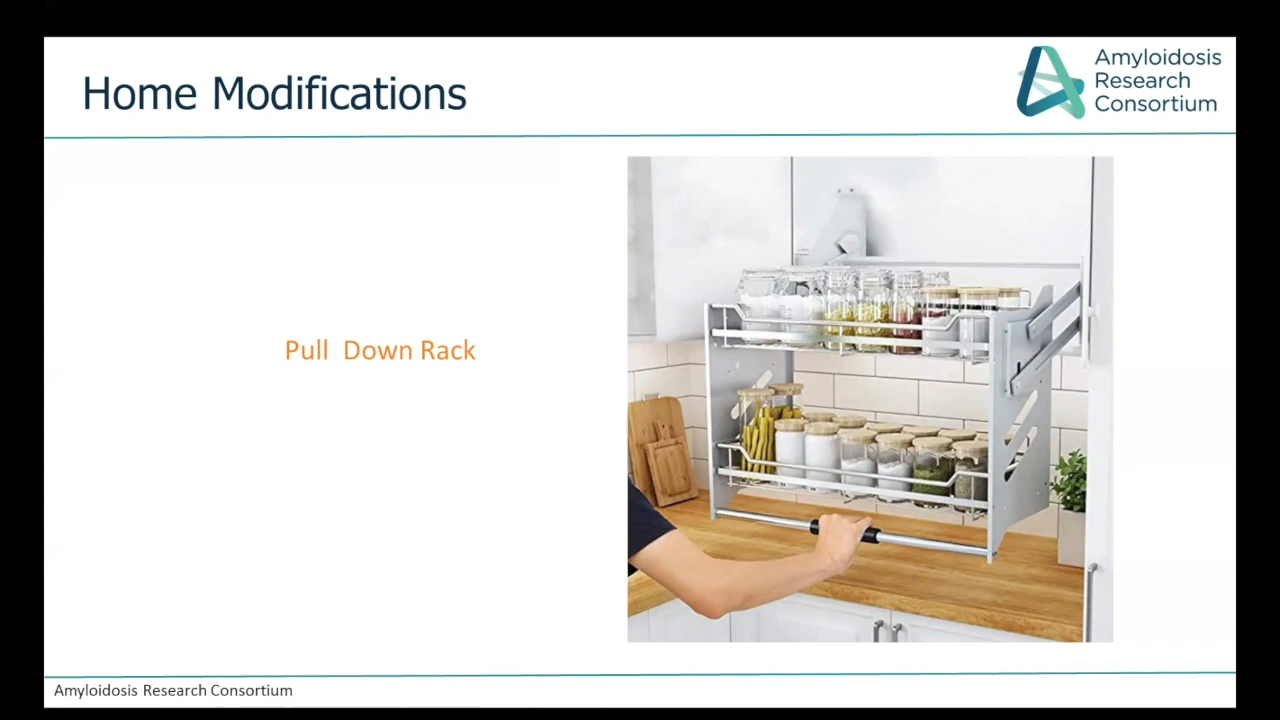 Home Modifications
Amyloidosis
Research
Consortium
Pull Down Rack
Amyloidosis Research Consortium